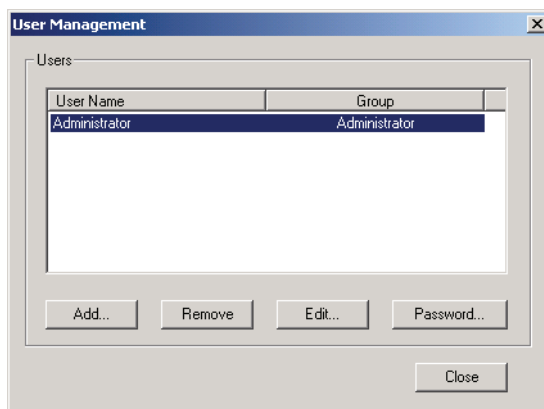 User Management
Users
User Name Group
Administrator Administrator
Add... Remove Edit... Password...
Close